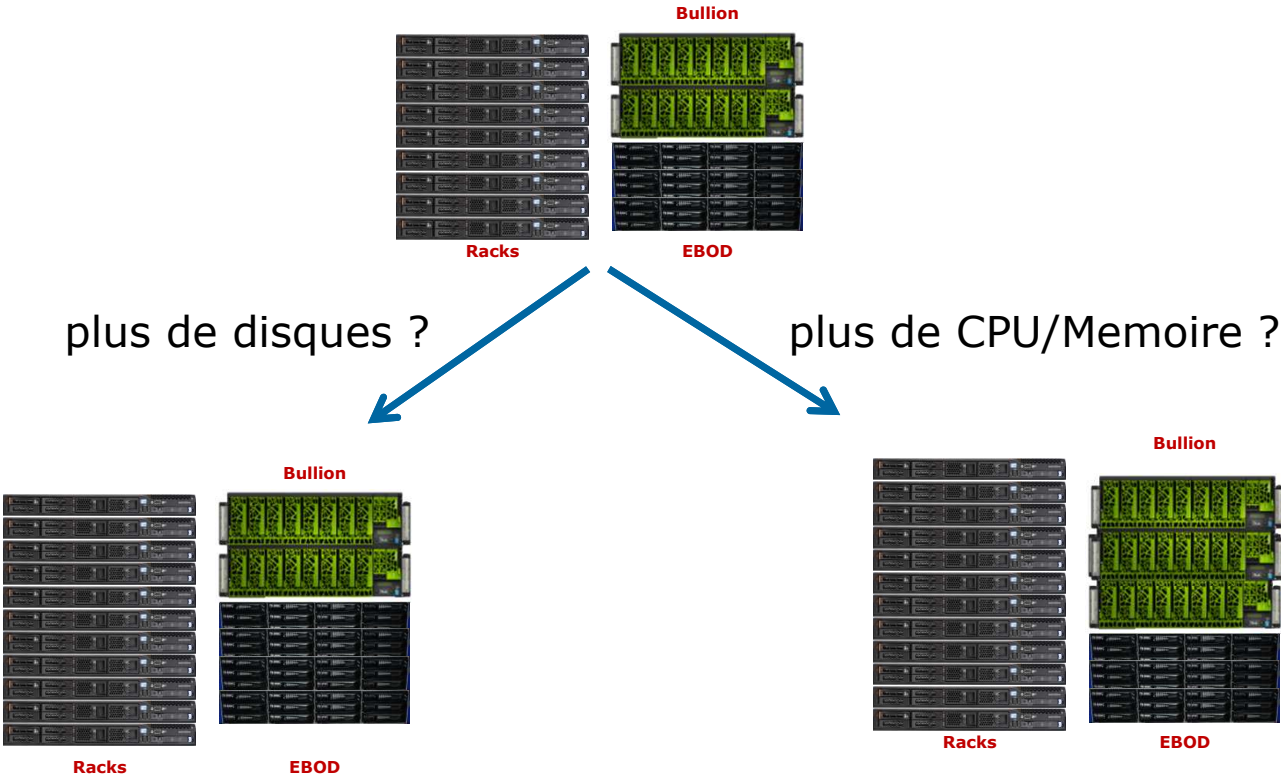 Bullion
Racks
EBOD
plus de disques ?
plus de CPU/Memoire ?
Bullion
Bullion
Racks
EBOD
Racks
EBOD